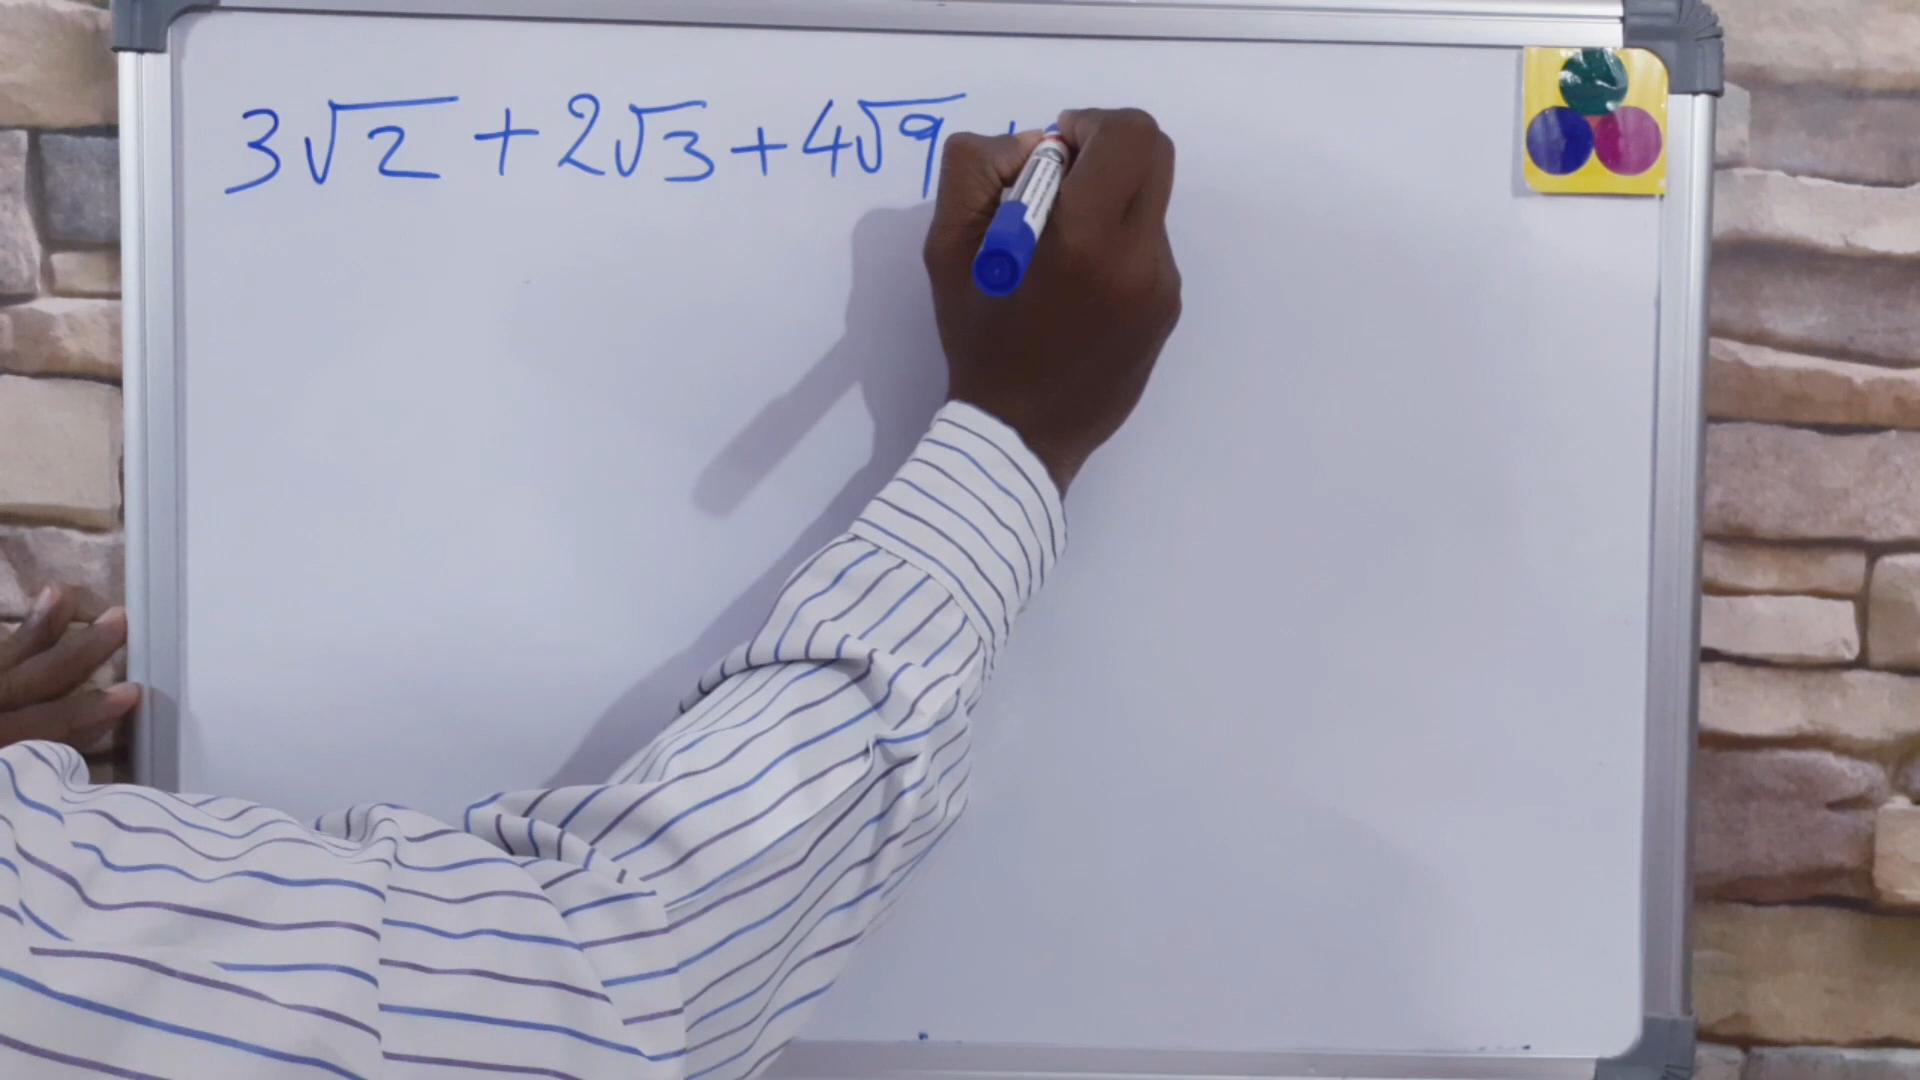 3√2 + 2√3 + 4√9 +